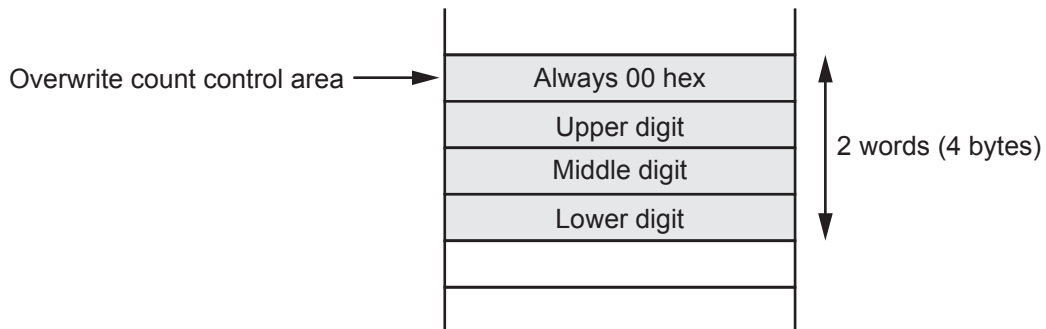 Always 00 hex
Overwrite count control area
Upper digit
2 words (4 bytes)
Middle digit
Lower digit